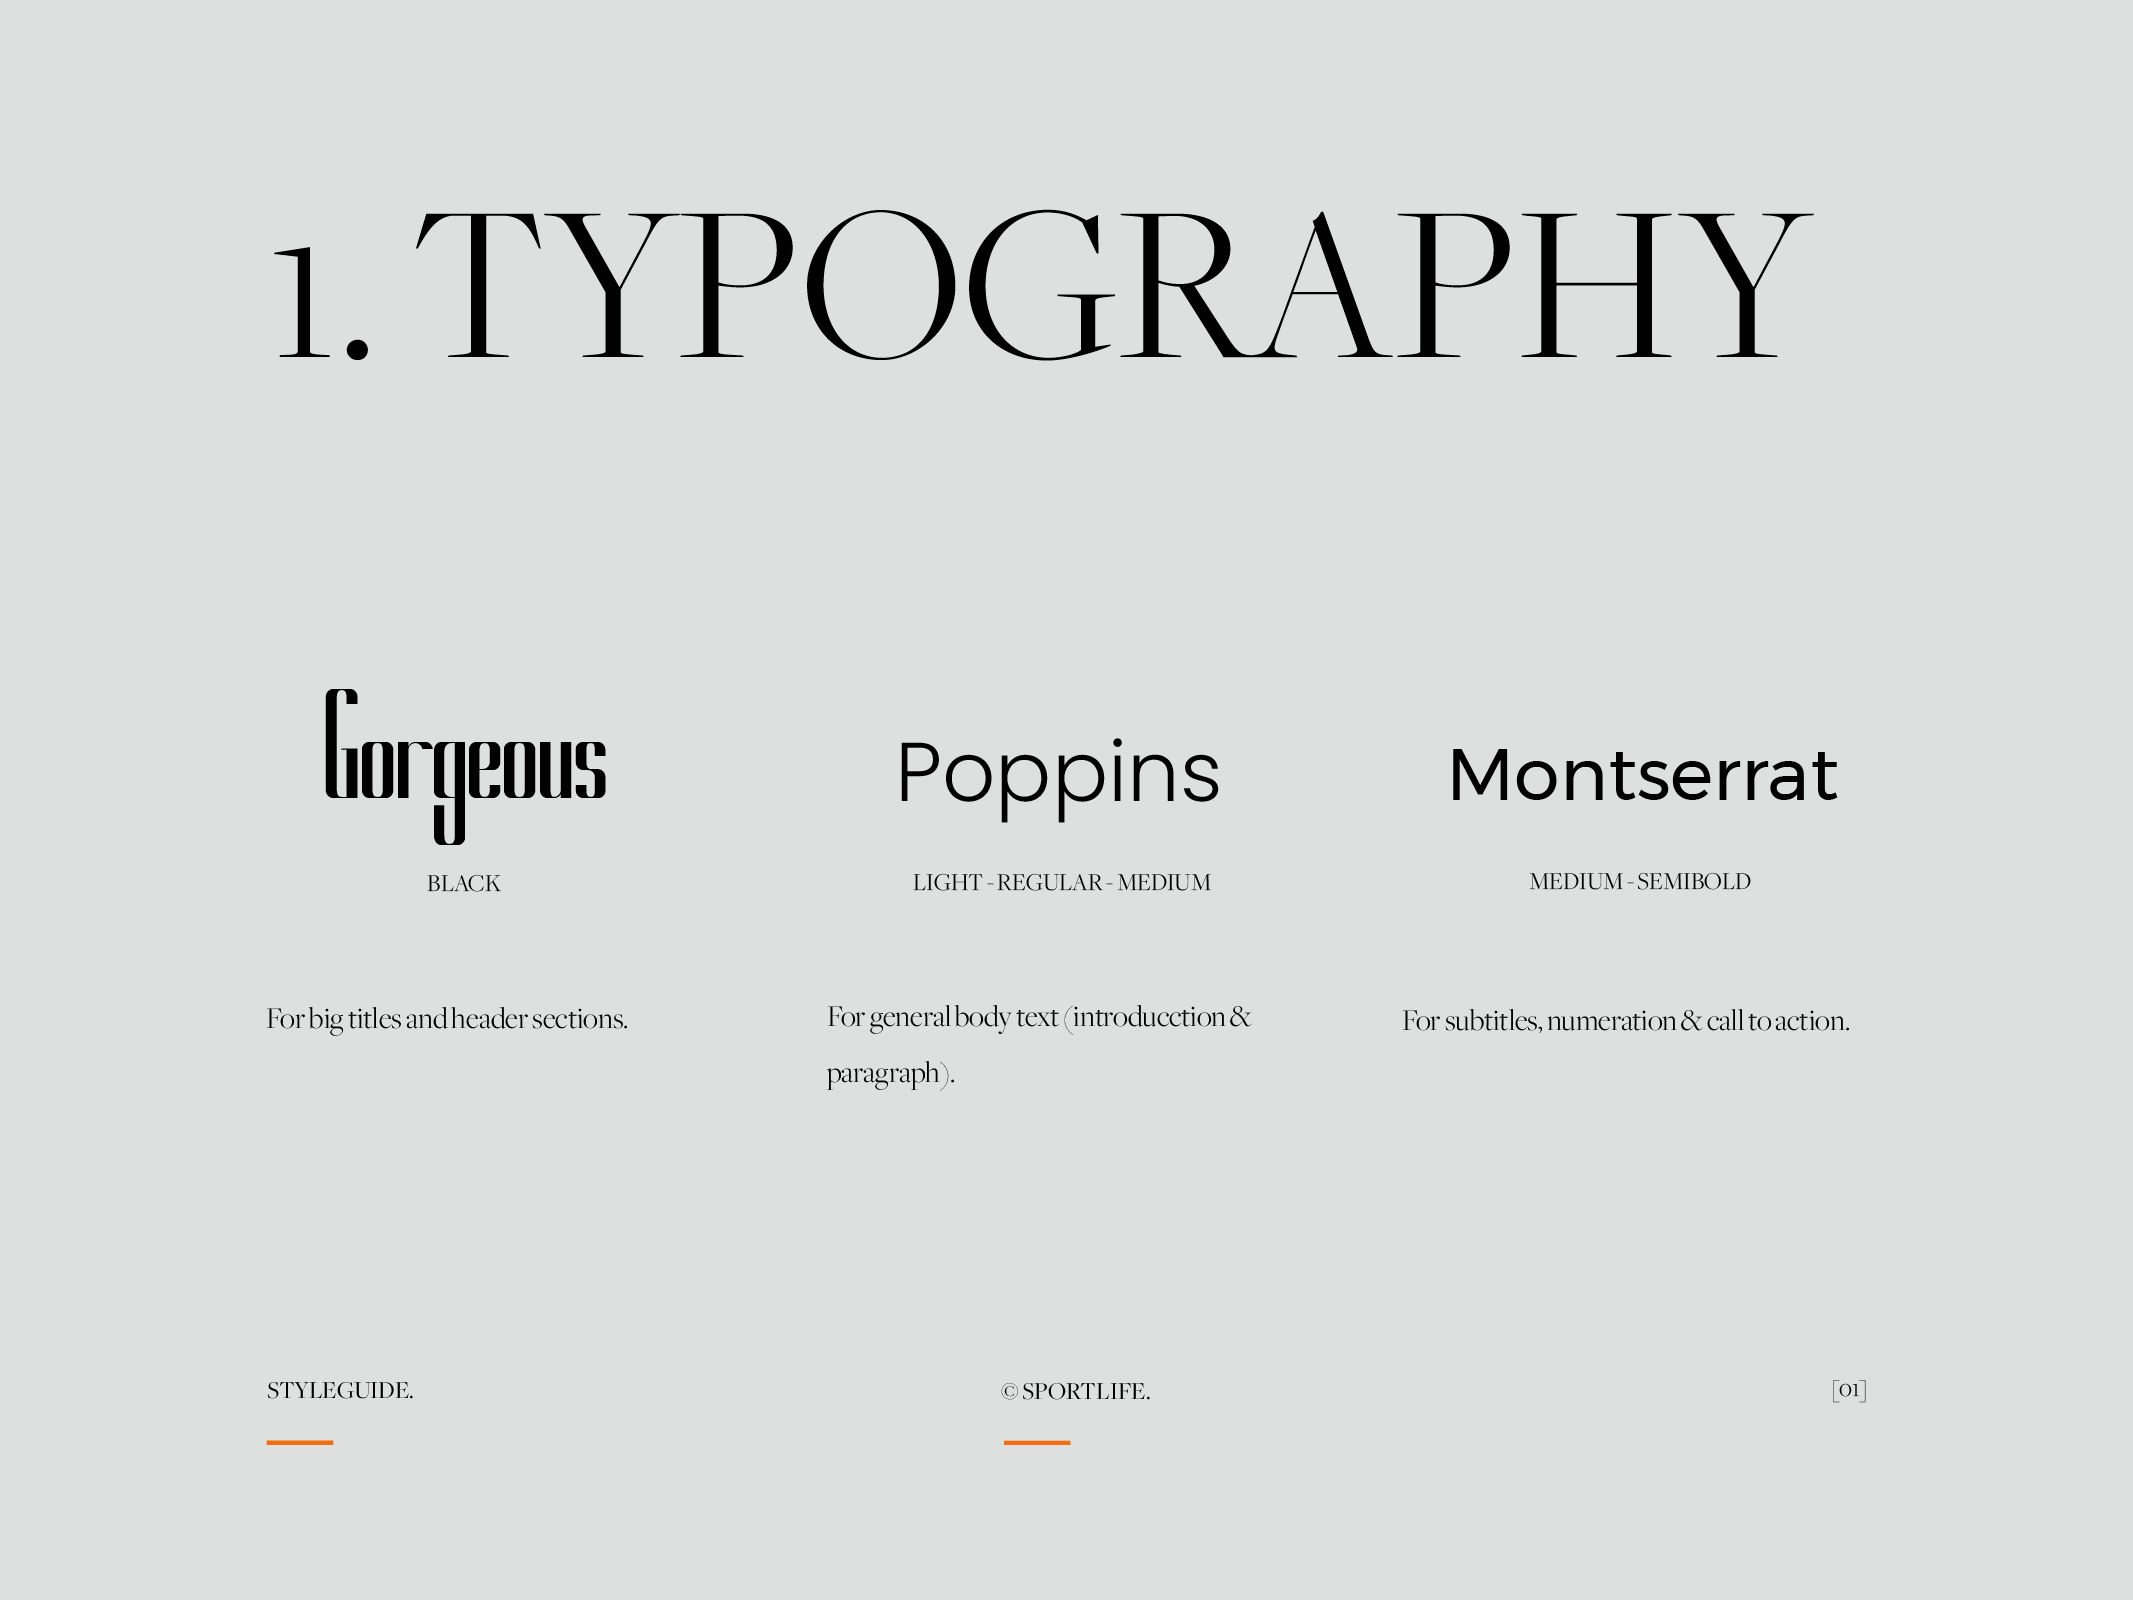 1. TYPOGRAPHY
Gorgeous
BLACK
For big titles and header sections.
Poppins
LIGHT - REGULAR - MEDIUM
For general body text (introducction &
paragraph).
Montserrat
MEDIUM - SEMIBOLD
For subtitles, numeration & call to action.
STYLEGUIDE.
© SPORTLIFE.
[01]